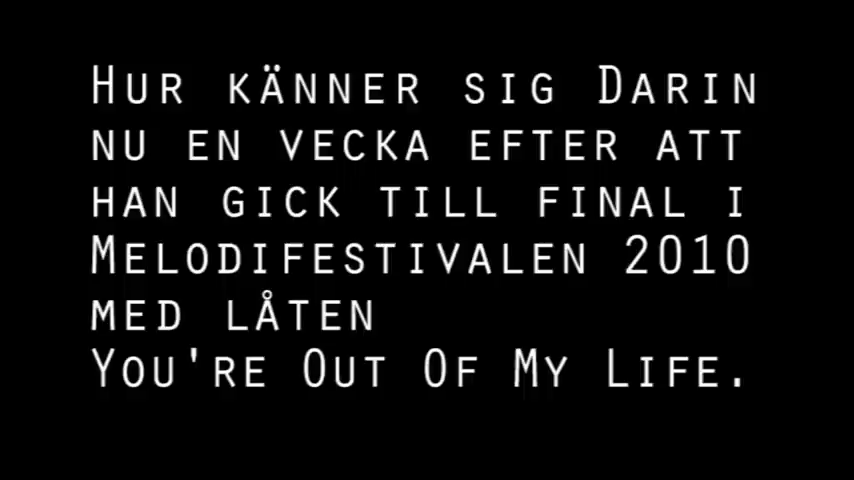 Hur känner sig Darin
nu en vecka efter att
han gick till final i
Melodifestivalen 2010
med låten
You're Out Of My Life.